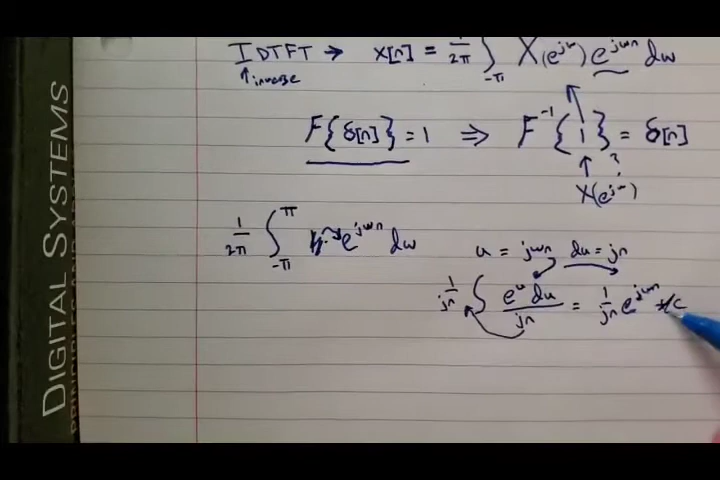 IDTFT → x[n] = 1/2π ∫_{-π} X(e^{jω}) e^{jωn} dω
↑ inverse
F{δ[n]} = 1 ⇒ F^{-1}{1} = δ[n]
?
X(e^{jω})
1/2π ∫_{-π}^{π} e^{jωn} dω
u = jωn du = jn
1/jn ∫ e^u du / jn = 1/jn e^{jωn} + c
DIGITAL SYSTEMS